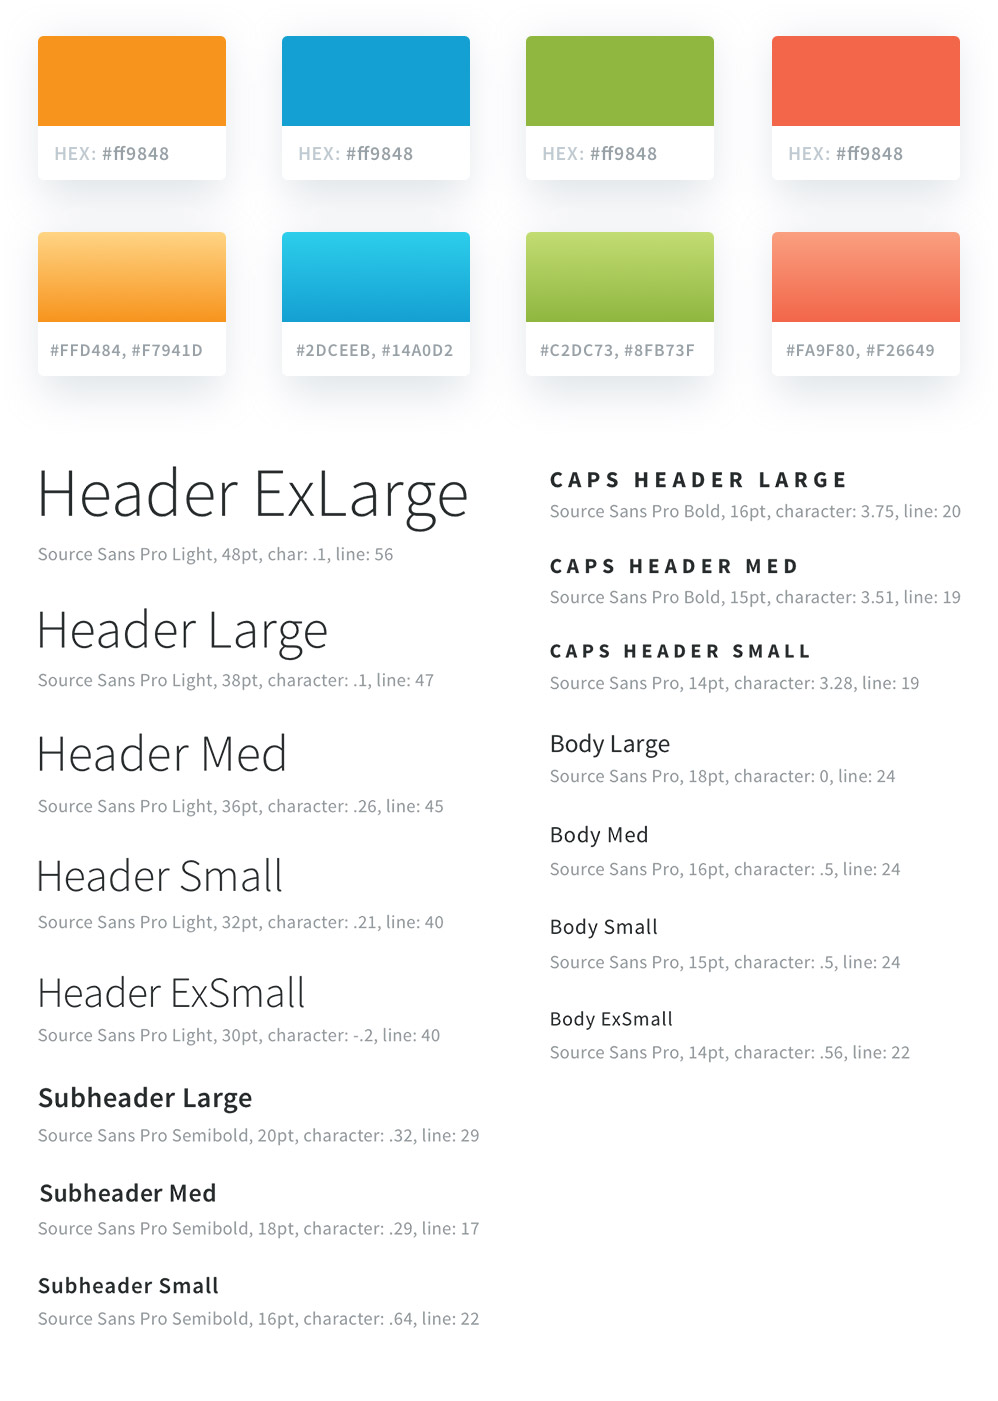 HEX: #ff9848
HEX: #ff9848
HEX: #ff9848
HEX: #ff9848
#FFD484, #F7941D
#2DCEEB, #14A0D2
#C2DC73, #8FB73F
#FA9F80, #F26649
Header ExLarge
Source Sans Pro Light, 48pt, char: .1, line: 56
Header Large
Source Sans Pro Light, 38pt, character: .1, line: 47
Header Med
Source Sans Pro Light, 36pt, character: .26, line: 45
Header Small
Source Sans Pro Light, 32pt, character: .21, line: 40
Header ExSmall
Source Sans Pro Light, 30pt, character: -.2, line: 40
Subheader Large
Source Sans Pro Semibold, 20pt, character: .32, line: 29
Subheader Med
Source Sans Pro Semibold, 18pt, character: .29, line: 17
Subheader Small
Source Sans Pro Semibold, 16pt, character: .64, line: 22
CAPS HEADER LARGE
Source Sans Pro Bold, 16pt, character: 3.75, line: 20
CAPS HEADER MED
Source Sans Pro Bold, 15pt, character: 3.51, line: 19
CAPS HEADER SMALL
Source Sans Pro, 14pt, character: 3.28, line: 19
Body Large
Source Sans Pro, 18pt, character: 0, line: 24
Body Med
Source Sans Pro, 16pt, character: .5, line: 24
Body Small
Source Sans Pro, 15pt, character: .5, line: 24
Body ExSmall
Source Sans Pro, 14pt, character: .56, line: 22